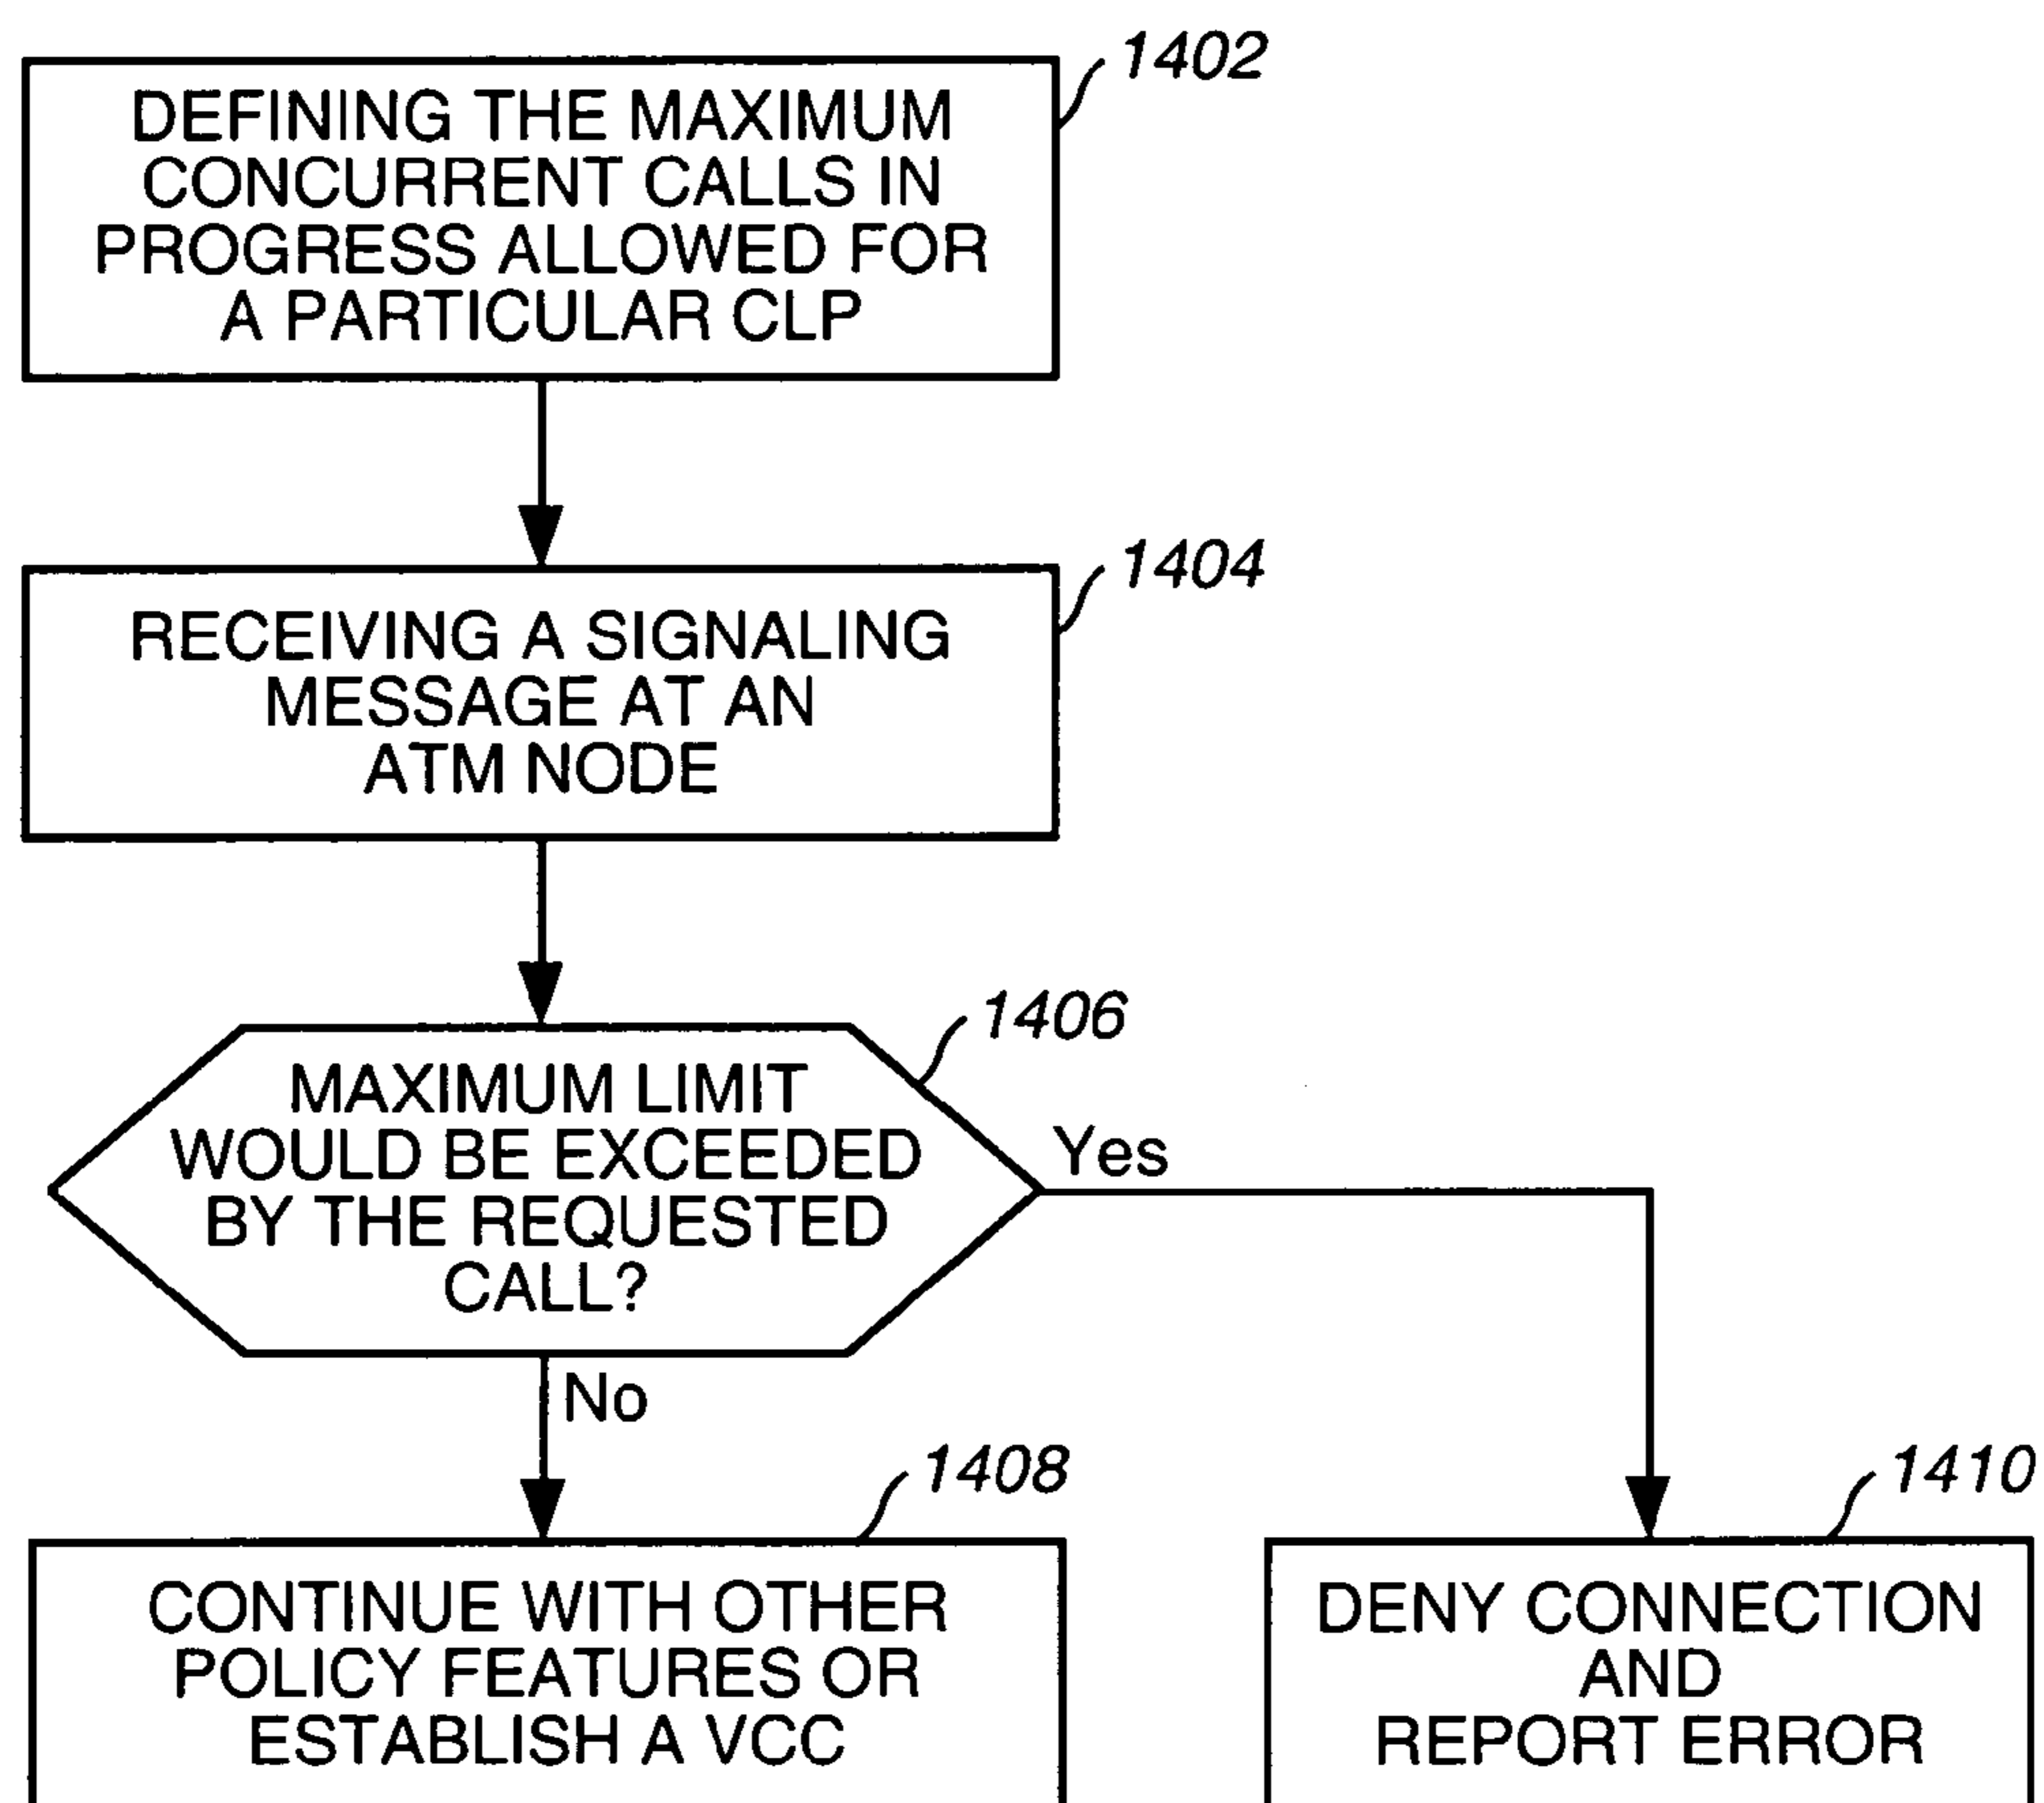 1402
DEFINING THE MAXIMUM
CONCURRENT CALLS IN
PROGRESS ALLOWED FOR
A PARTICULAR CLP
1404
RECEIVING A SIGNALING
MESSAGE AT AN
ATM NODE
1406
MAXIMUM LIMIT
WOULD BE EXCEEDED
BY THE REQUESTED
CALL?
Yes
No
1408
CONTINUE WITH OTHER
POLICY FEATURES OR
ESTABLISH A VCC
1410
DENY CONNECTION
AND
REPORT ERROR